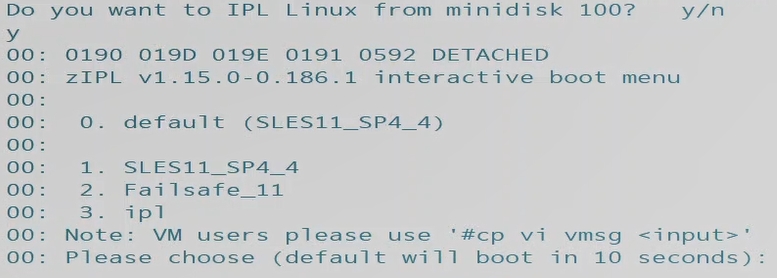 Do you want to IPL Linux from minidisk 100?   y/n
y
00: 0190 019D 019E 0191 0592 DETACHED
00: zIPL v1.15.0-0.186.1 interactive boot menu
00:
00:  0. default (SLES11_SP4_4)
00:
00:  1. SLES11_SP4_4
00:  2. Failsafe_11
00:  3. ipl
00: Note: VM users please use '#cp vi vmsg <input>'
00: Please choose (default will boot in 10 seconds):